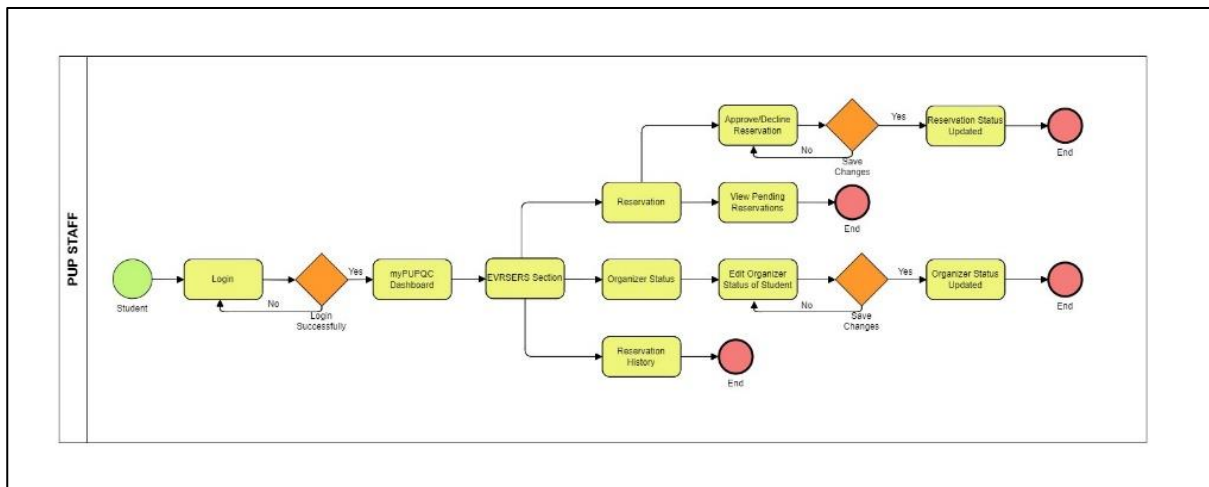 PUP STAFF
Student
Login
No
Yes
Login
Successfully
myPUPQC
Dashboard
EVRSERS Section
Reservation
Approve/Decline
Reservation
No
Yes
Save
Changes
Reservation Status
Updated
End
View Pending
Reservations
End
Organizer Status
Edit Organizer
Status of Student
No
Yes
Save
Changes
Organizer Status
Updated
End
Reservation
History
End